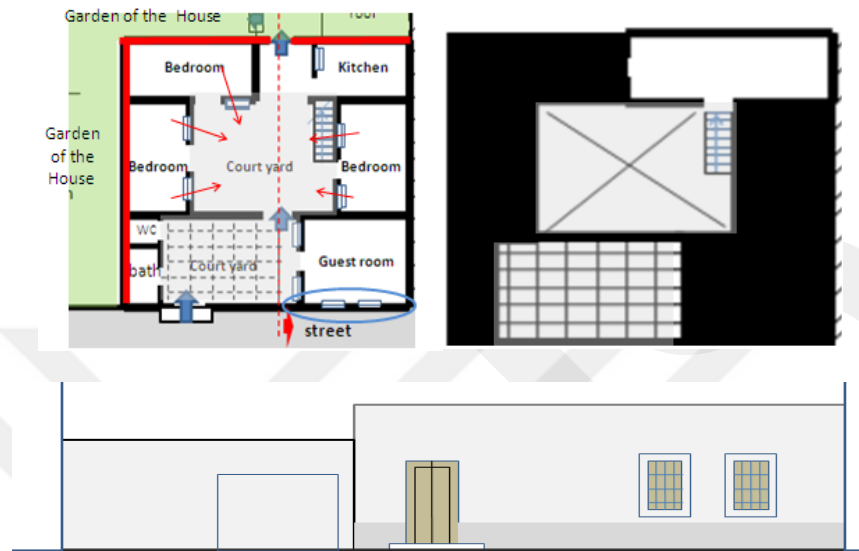 Garden of the House
roof
Bedroom
Kitchen
Garden
of the
House
Bedroom
Court yard
Bedroom
WC
bath
Court yard
Guest room
street